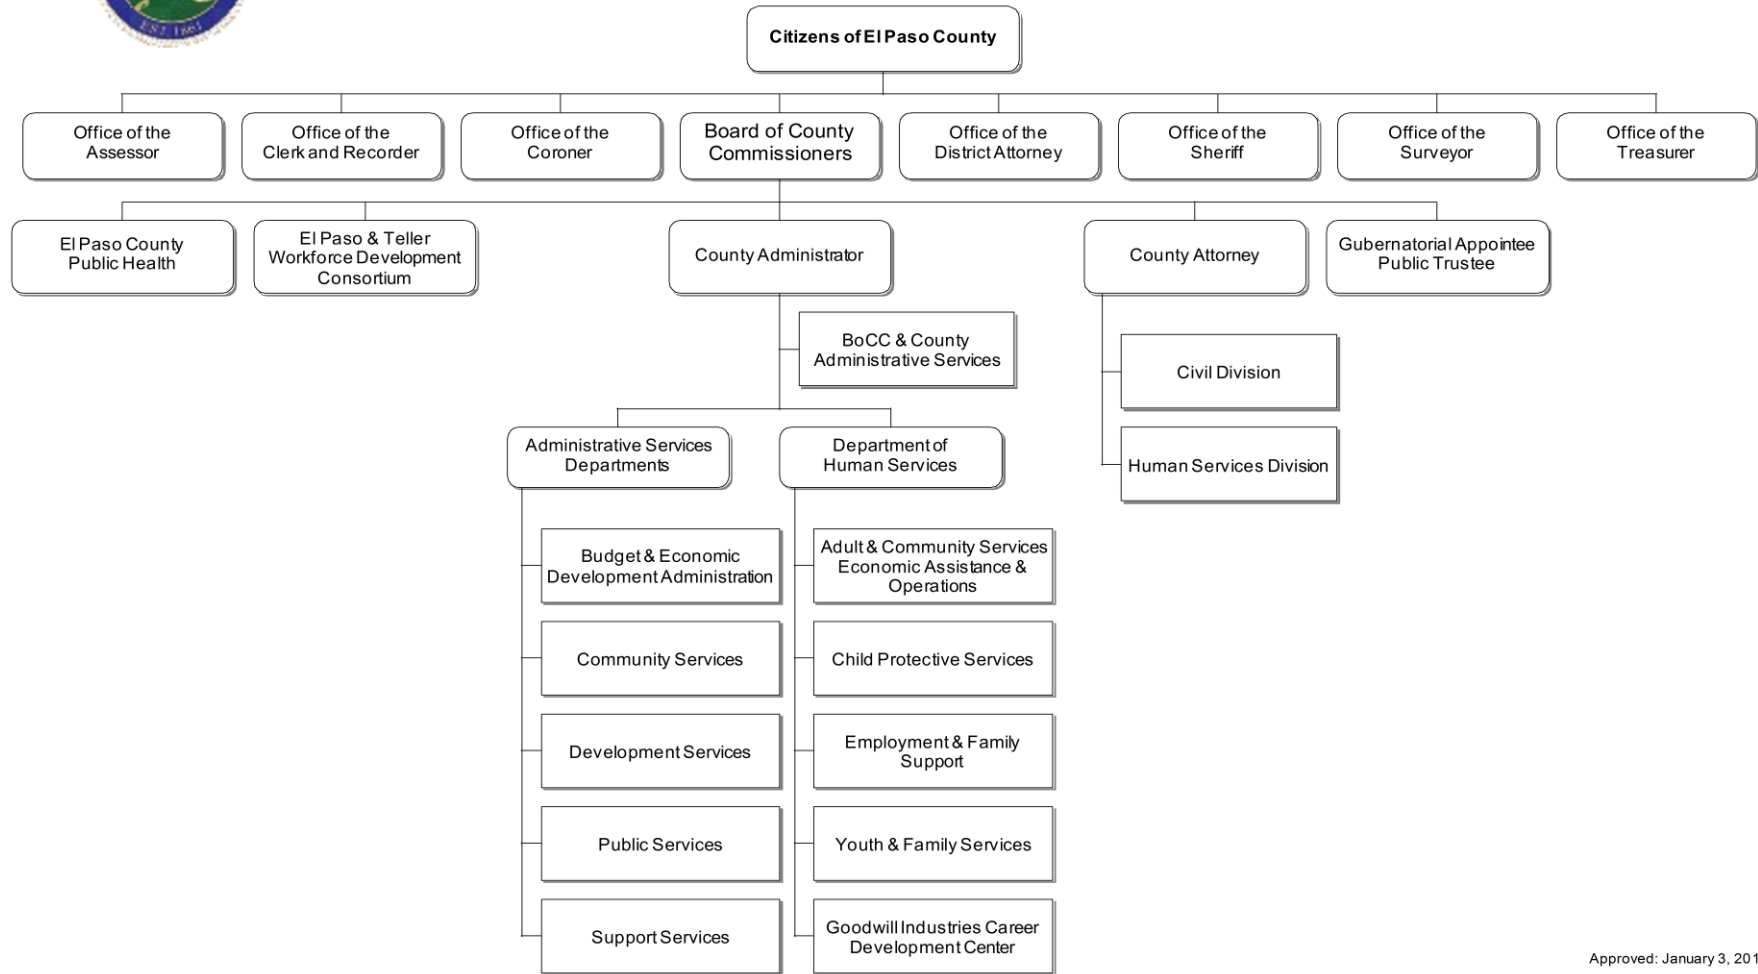 EST. 1861
Citizens of El Paso County
Office of the
Assessor
Office of the
Clerk and Recorder
Office of the
Coroner
Board of County
Commissioners
Office of the
District Attorney
Office of the
Sheriff
Office of the
Surveyor
Office of the
Treasurer
El Paso County
Public Health
El Paso & Teller
Workforce Development
Consortium
County Administrator
County Attorney
Gubernatorial Appointee
Public Trustee
BoCC & County
Administrative Services
Civil Division
Human Services Division
Administrative Services
Departments
Department of
Human Services
Budget & Economic
Development Administration
Community Services
Development Services
Public Services
Support Services
Adult & Community Services
Economic Assistance &
Operations
Child Protective Services
Employment & Family
Support
Youth & Family Services
Goodwill Industries Career
Development Center
Approved: January 3, 201